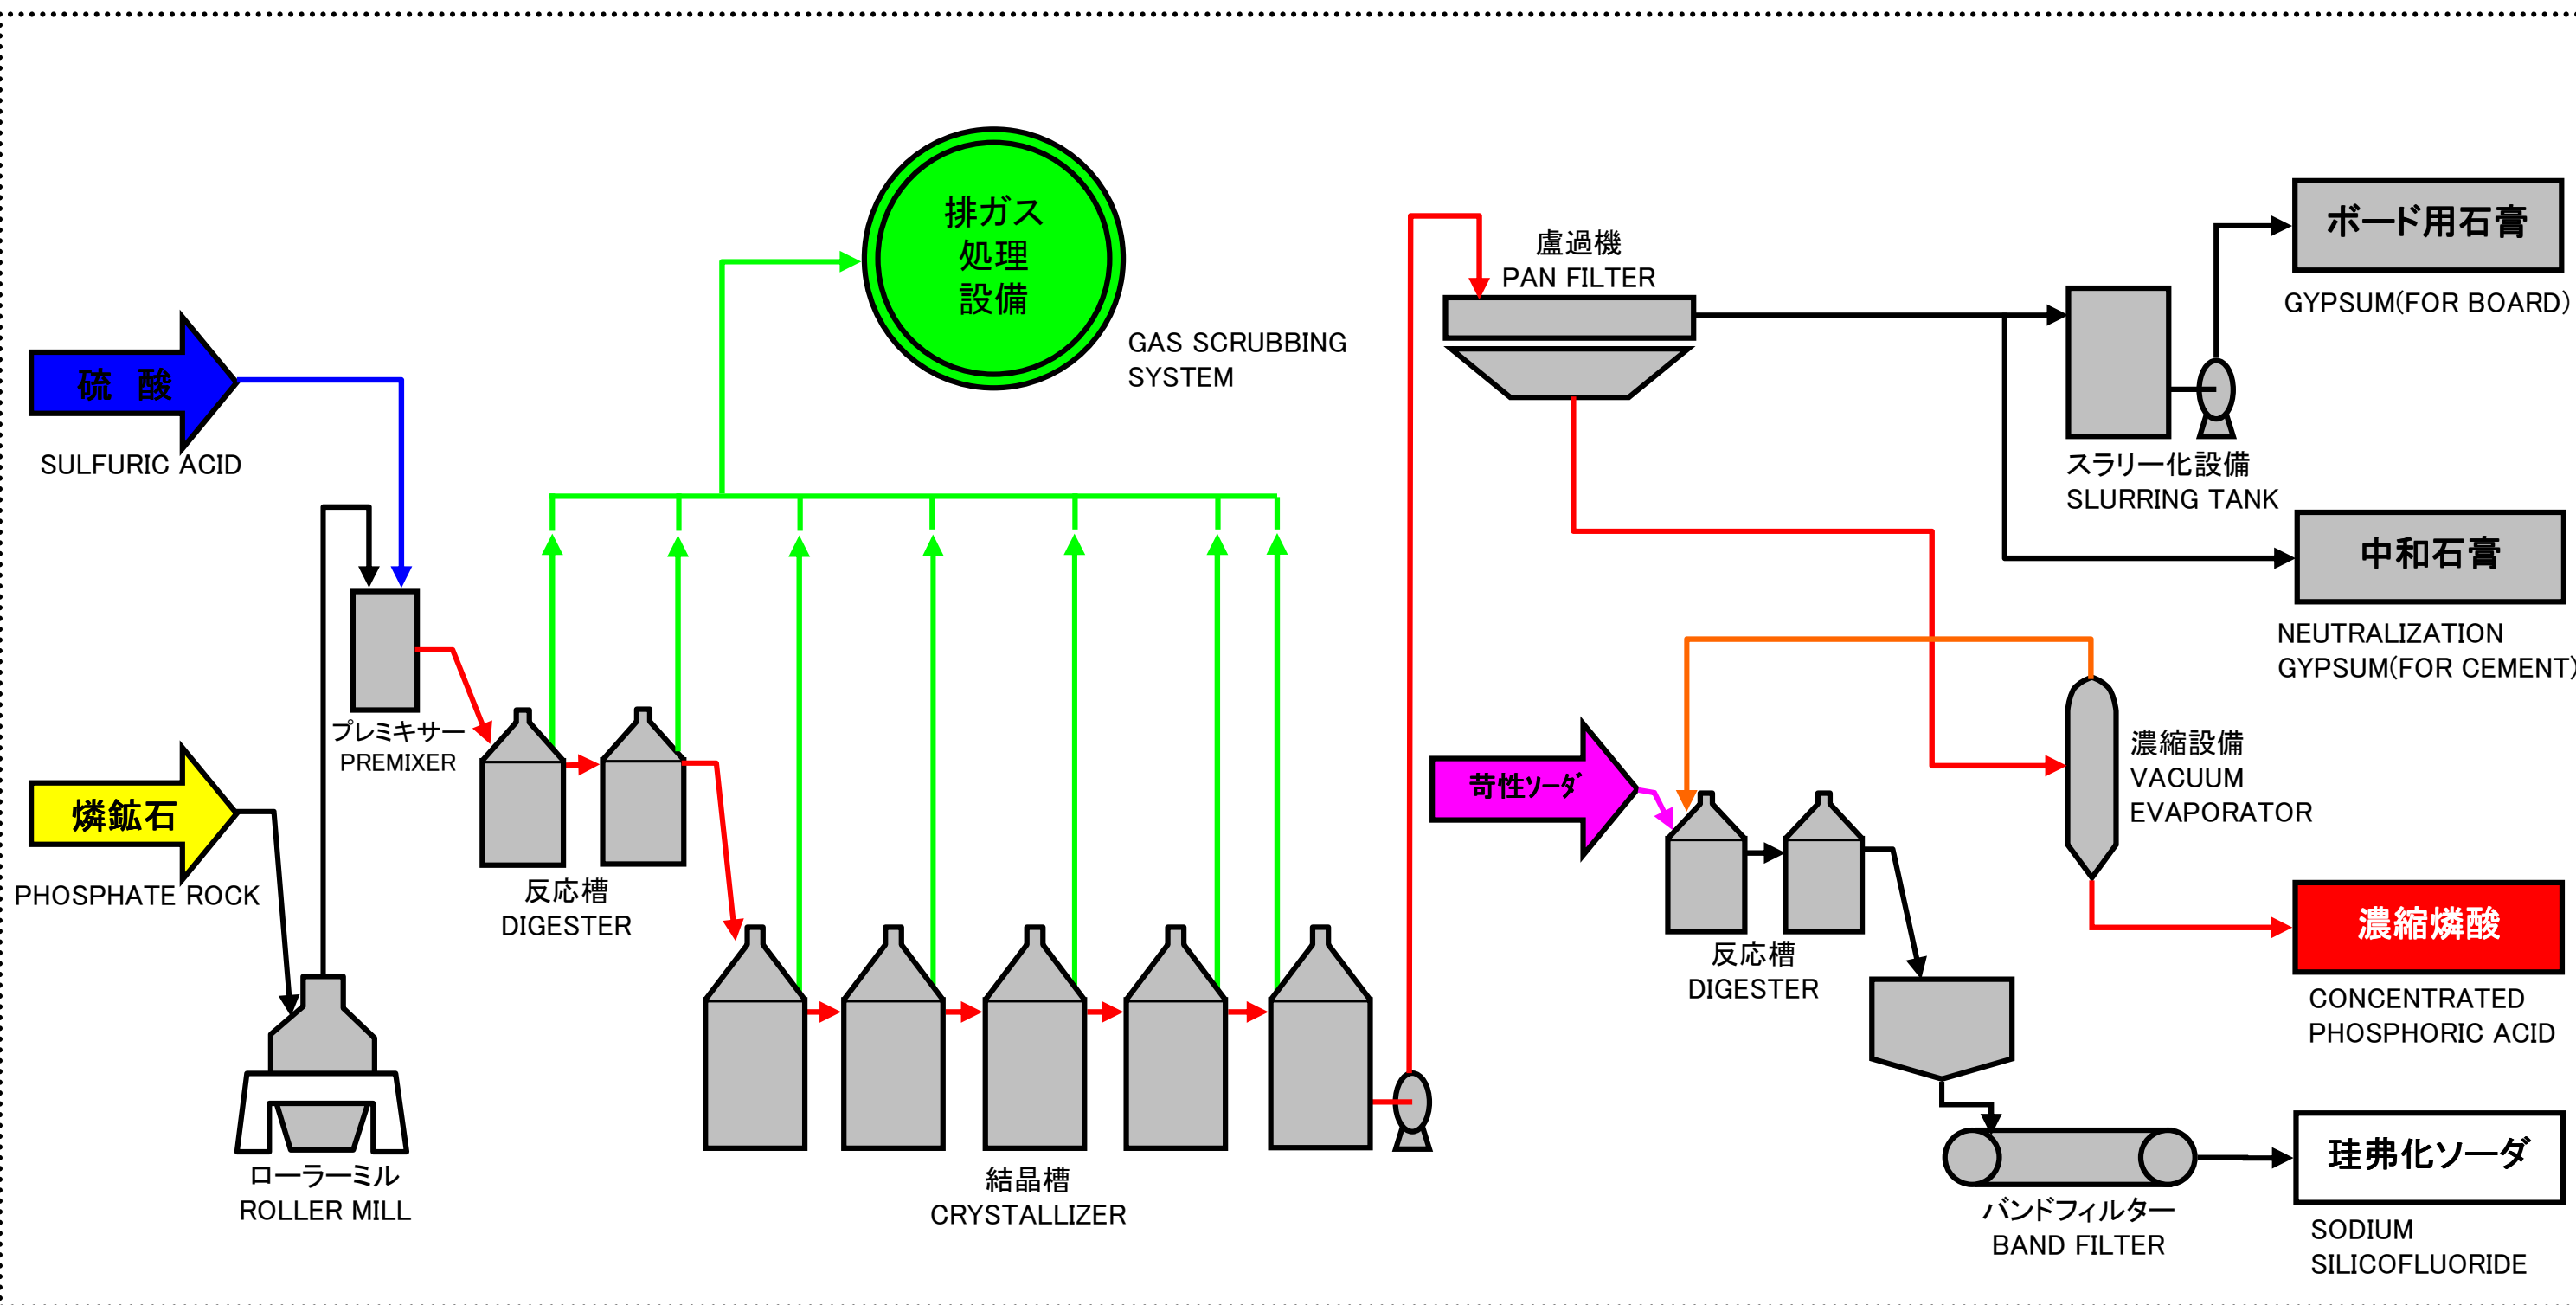 硫 酸
SULFURIC ACID
燐鉱石
PHOSPHATE ROCK
ローラーミル
ROLLER MILL
プレミキサー
PREMIXER
反応槽
DIGESTER
排ガス
処理
設備
GAS SCRUBBING
SYSTEM
結晶槽
CRYSTALLIZER
盧過機
PAN FILTER
スラリー化設備
SLURRING TANK
ボード用石膏
GYPSUM(FOR BOARD)
中和石膏
NEUTRALIZATION
GYPSUM(FOR CEMENT)
苛性ソーダ
反応槽
DIGESTER
濃縮設備
VACUUM
EVAPORATOR
濃縮燐酸
CONCENTRATED
PHOSPHORIC ACID
バンドフィルター
BAND FILTER
珪弗化ソーダ
SODIUM
SILICOFLUORIDE